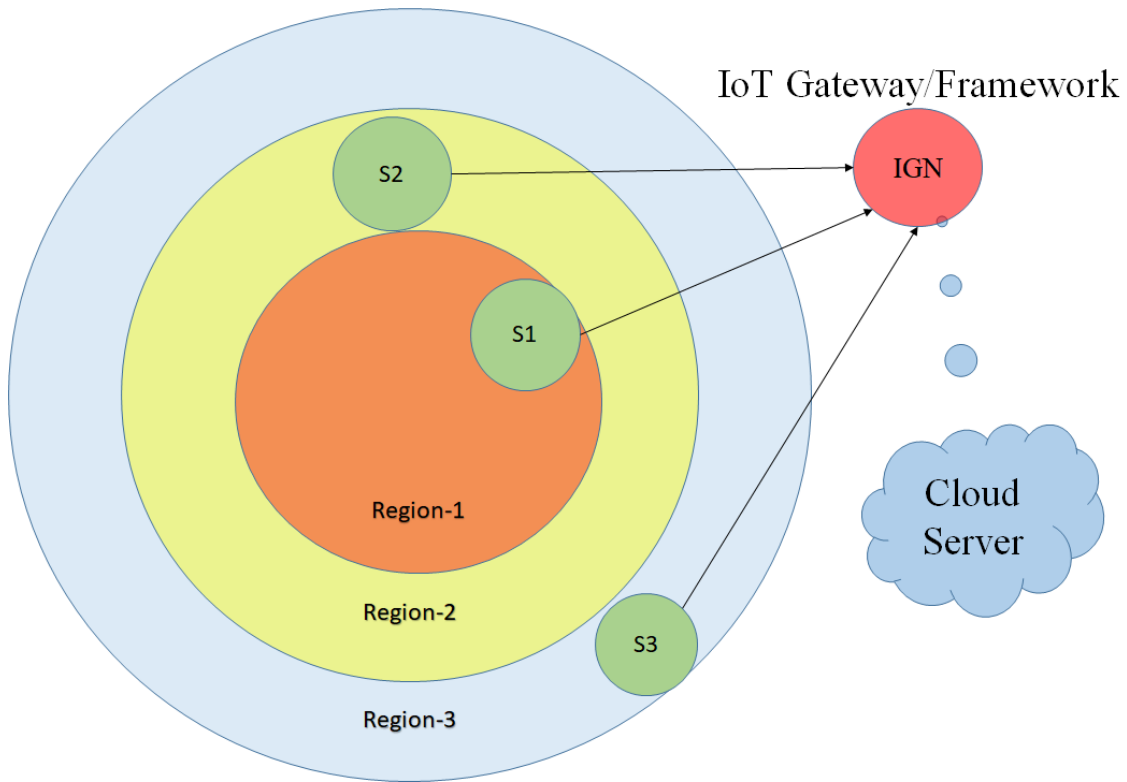 IoT Gateway/Framework
S2
IGN
S1
Cloud
Server
Region-1
Region-2
S3
Region-3